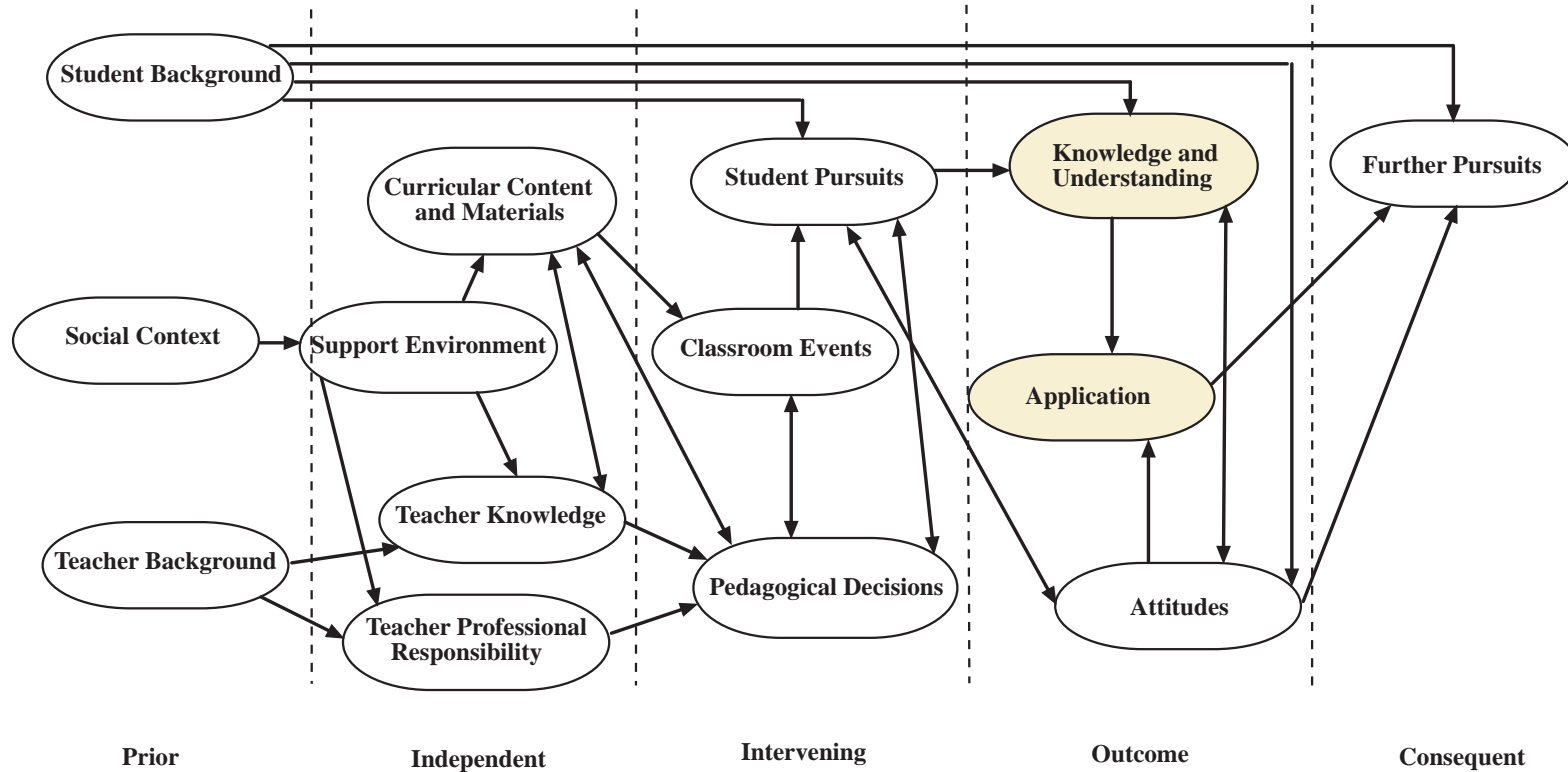 Student Background
Knowledge and
Understanding
Further Pursuits
Student Pursuits
Curricular Content
and Materials
Social Context
Support Environment
Classroom Events
Application
Teacher Knowledge
Teacher Background
Pedagogical Decisions
Attitudes
Teacher Professional
Responsibility
Prior
Independent
Intervening
Outcome
Consequent